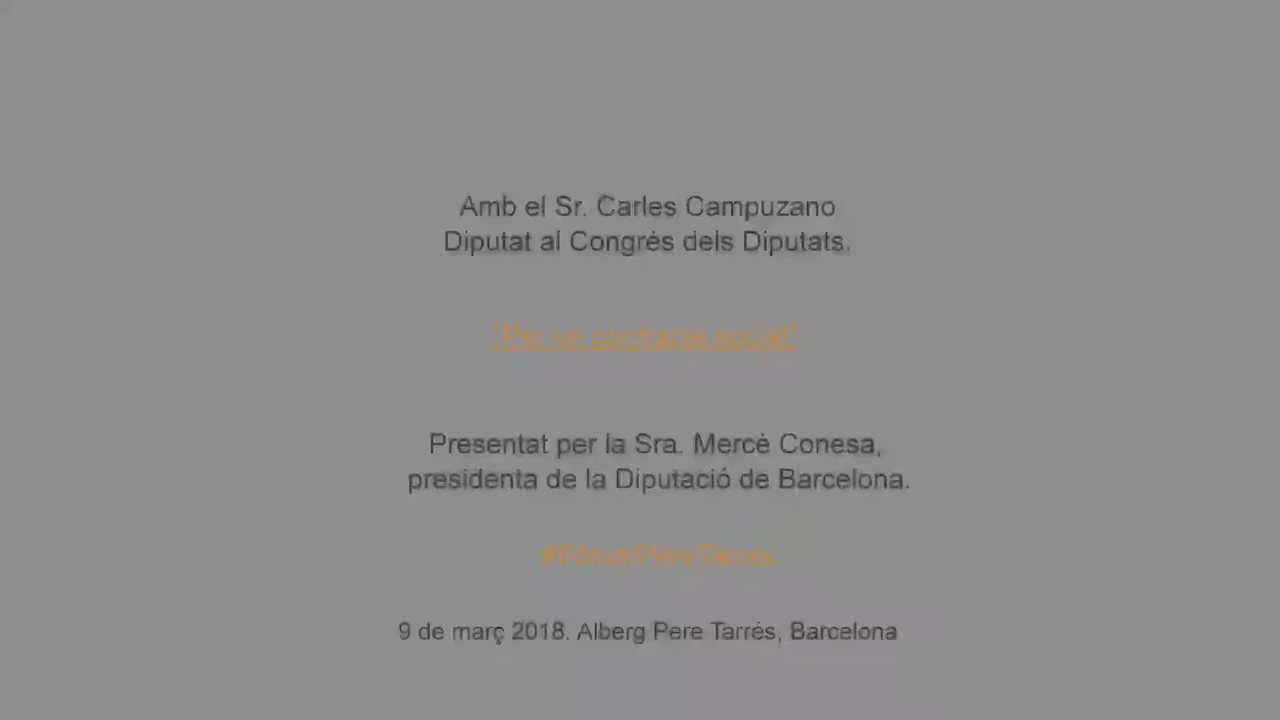 Amb el Sr. Carles Campuzano
Diputat al Congrés dels Diputats.
"Per un contracte social"
Presentat per la Sra. Mercè Conesa,
presidenta de la Diputació de Barcelona.
#FòrumPereTarrés
9 de març 2018. Alberg Pere Tarrés, Barcelona